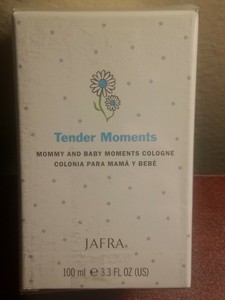 Tender Moments
MOMMY AND BABY MOMENTS COLOGNE
COLONIA PARA MAMÁ Y BEBÉ
JAFRA®
100 ml ℮ 3.3 FL OZ (US)